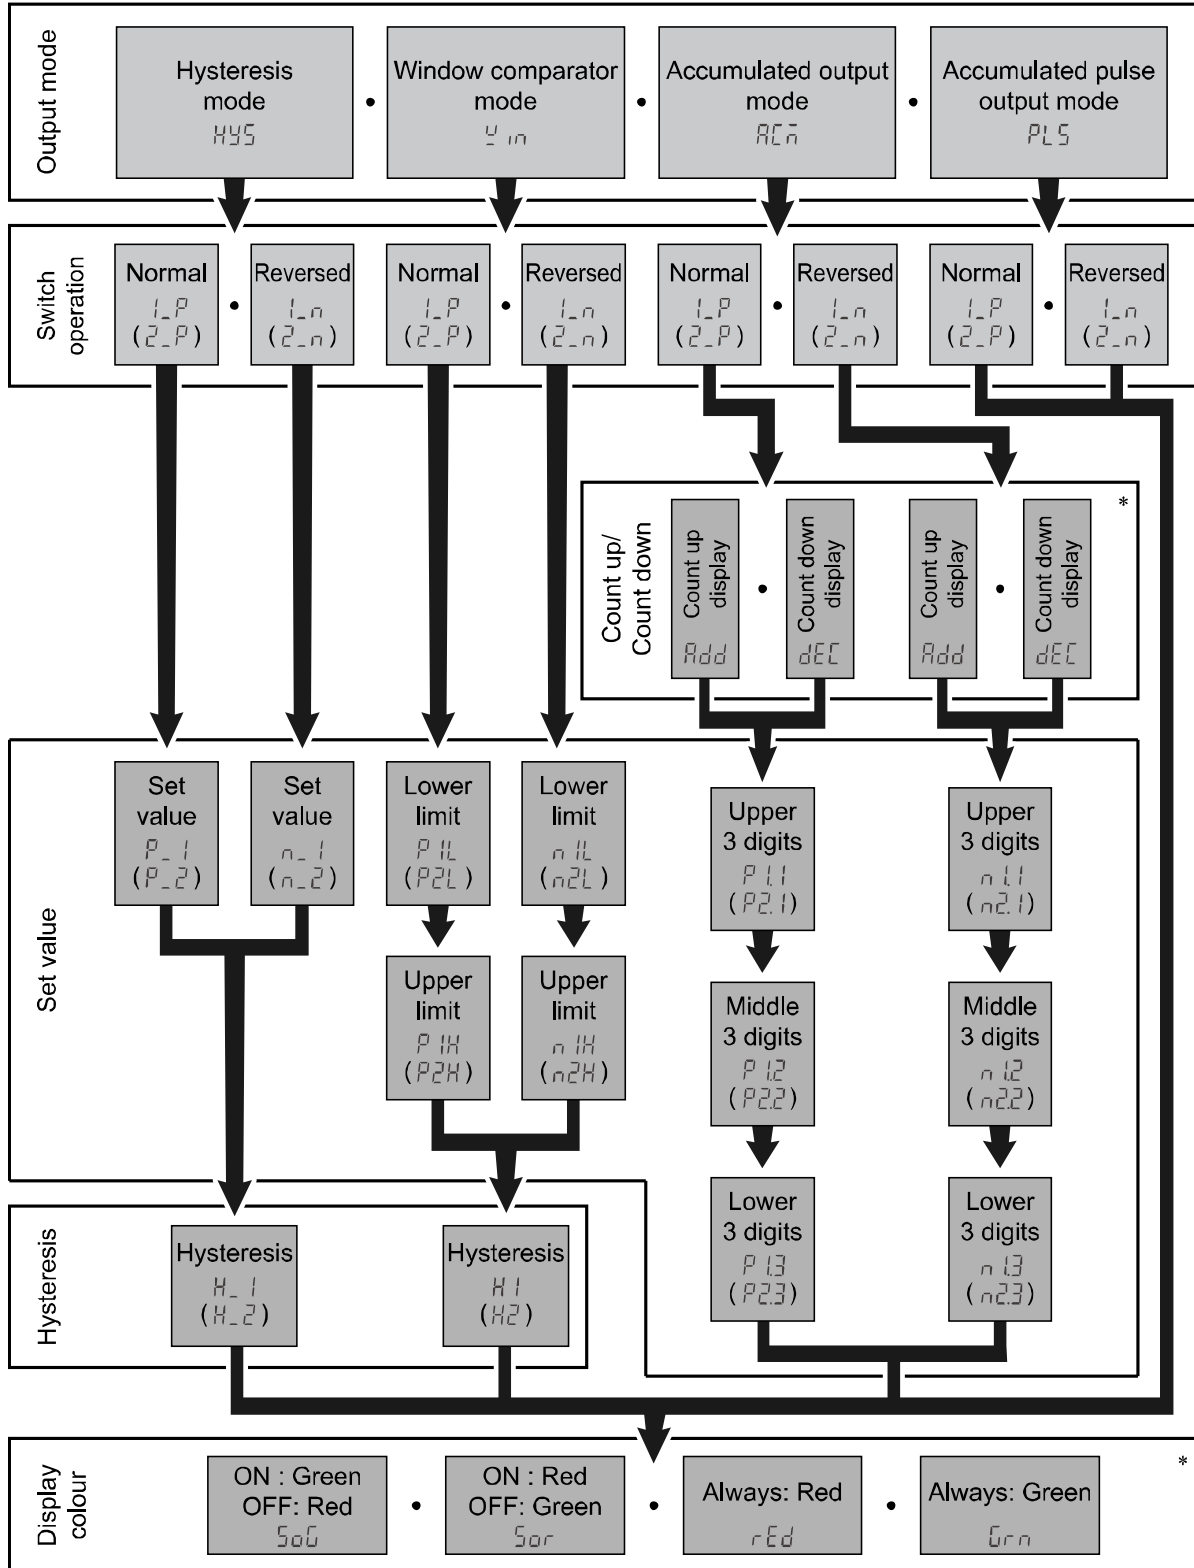 Output mode
Hysteresis
mode
HYS
Window comparator
mode
Win
Accumulated output
mode
ACm
Accumulated pulse
output mode
PLS
Switch
operation
Normal
1_P
(2_P)
Reversed
1_n
(2_n)
Normal
1_P
(2_P)
Reversed
1_n
(2_n)
Normal
1_P
(2_P)
Reversed
1_n
(2_n)
Normal
1_P
(2_P)
Reversed
1_n
(2_n)
Count up/
Count down
Count up
display
Add
Count down
display
dEC
Count up
display
Add
Count down
display
dEC
*
Set value
Set
value
P_1
(P_2)
Set
value
n_1
(n_2)
Lower
limit
P1L
(P2L)
Lower
limit
n1L
(n2L)
Upper
3 digits
P1.1
(P2.1)
Upper
3 digits
n1.1
(n2.1)
Upper
limit
P1H
(P2H)
Upper
limit
n1H
(n2H)
Middle
3 digits
P1.2
(P2.2)
Middle
3 digits
n1.2
(n2.2)
Lower
3 digits
P1.3
(P2.3)
Lower
3 digits
n1.3
(n2.3)
Hysteresis
Hysteresis
H_1
(H_2)
Hysteresis
H1
(H2)
Display
colour
ON : Green
OFF: Red
SoG
ON : Red
OFF: Green
Sor
Always: Red
rEd
Always: Green
Grn
*